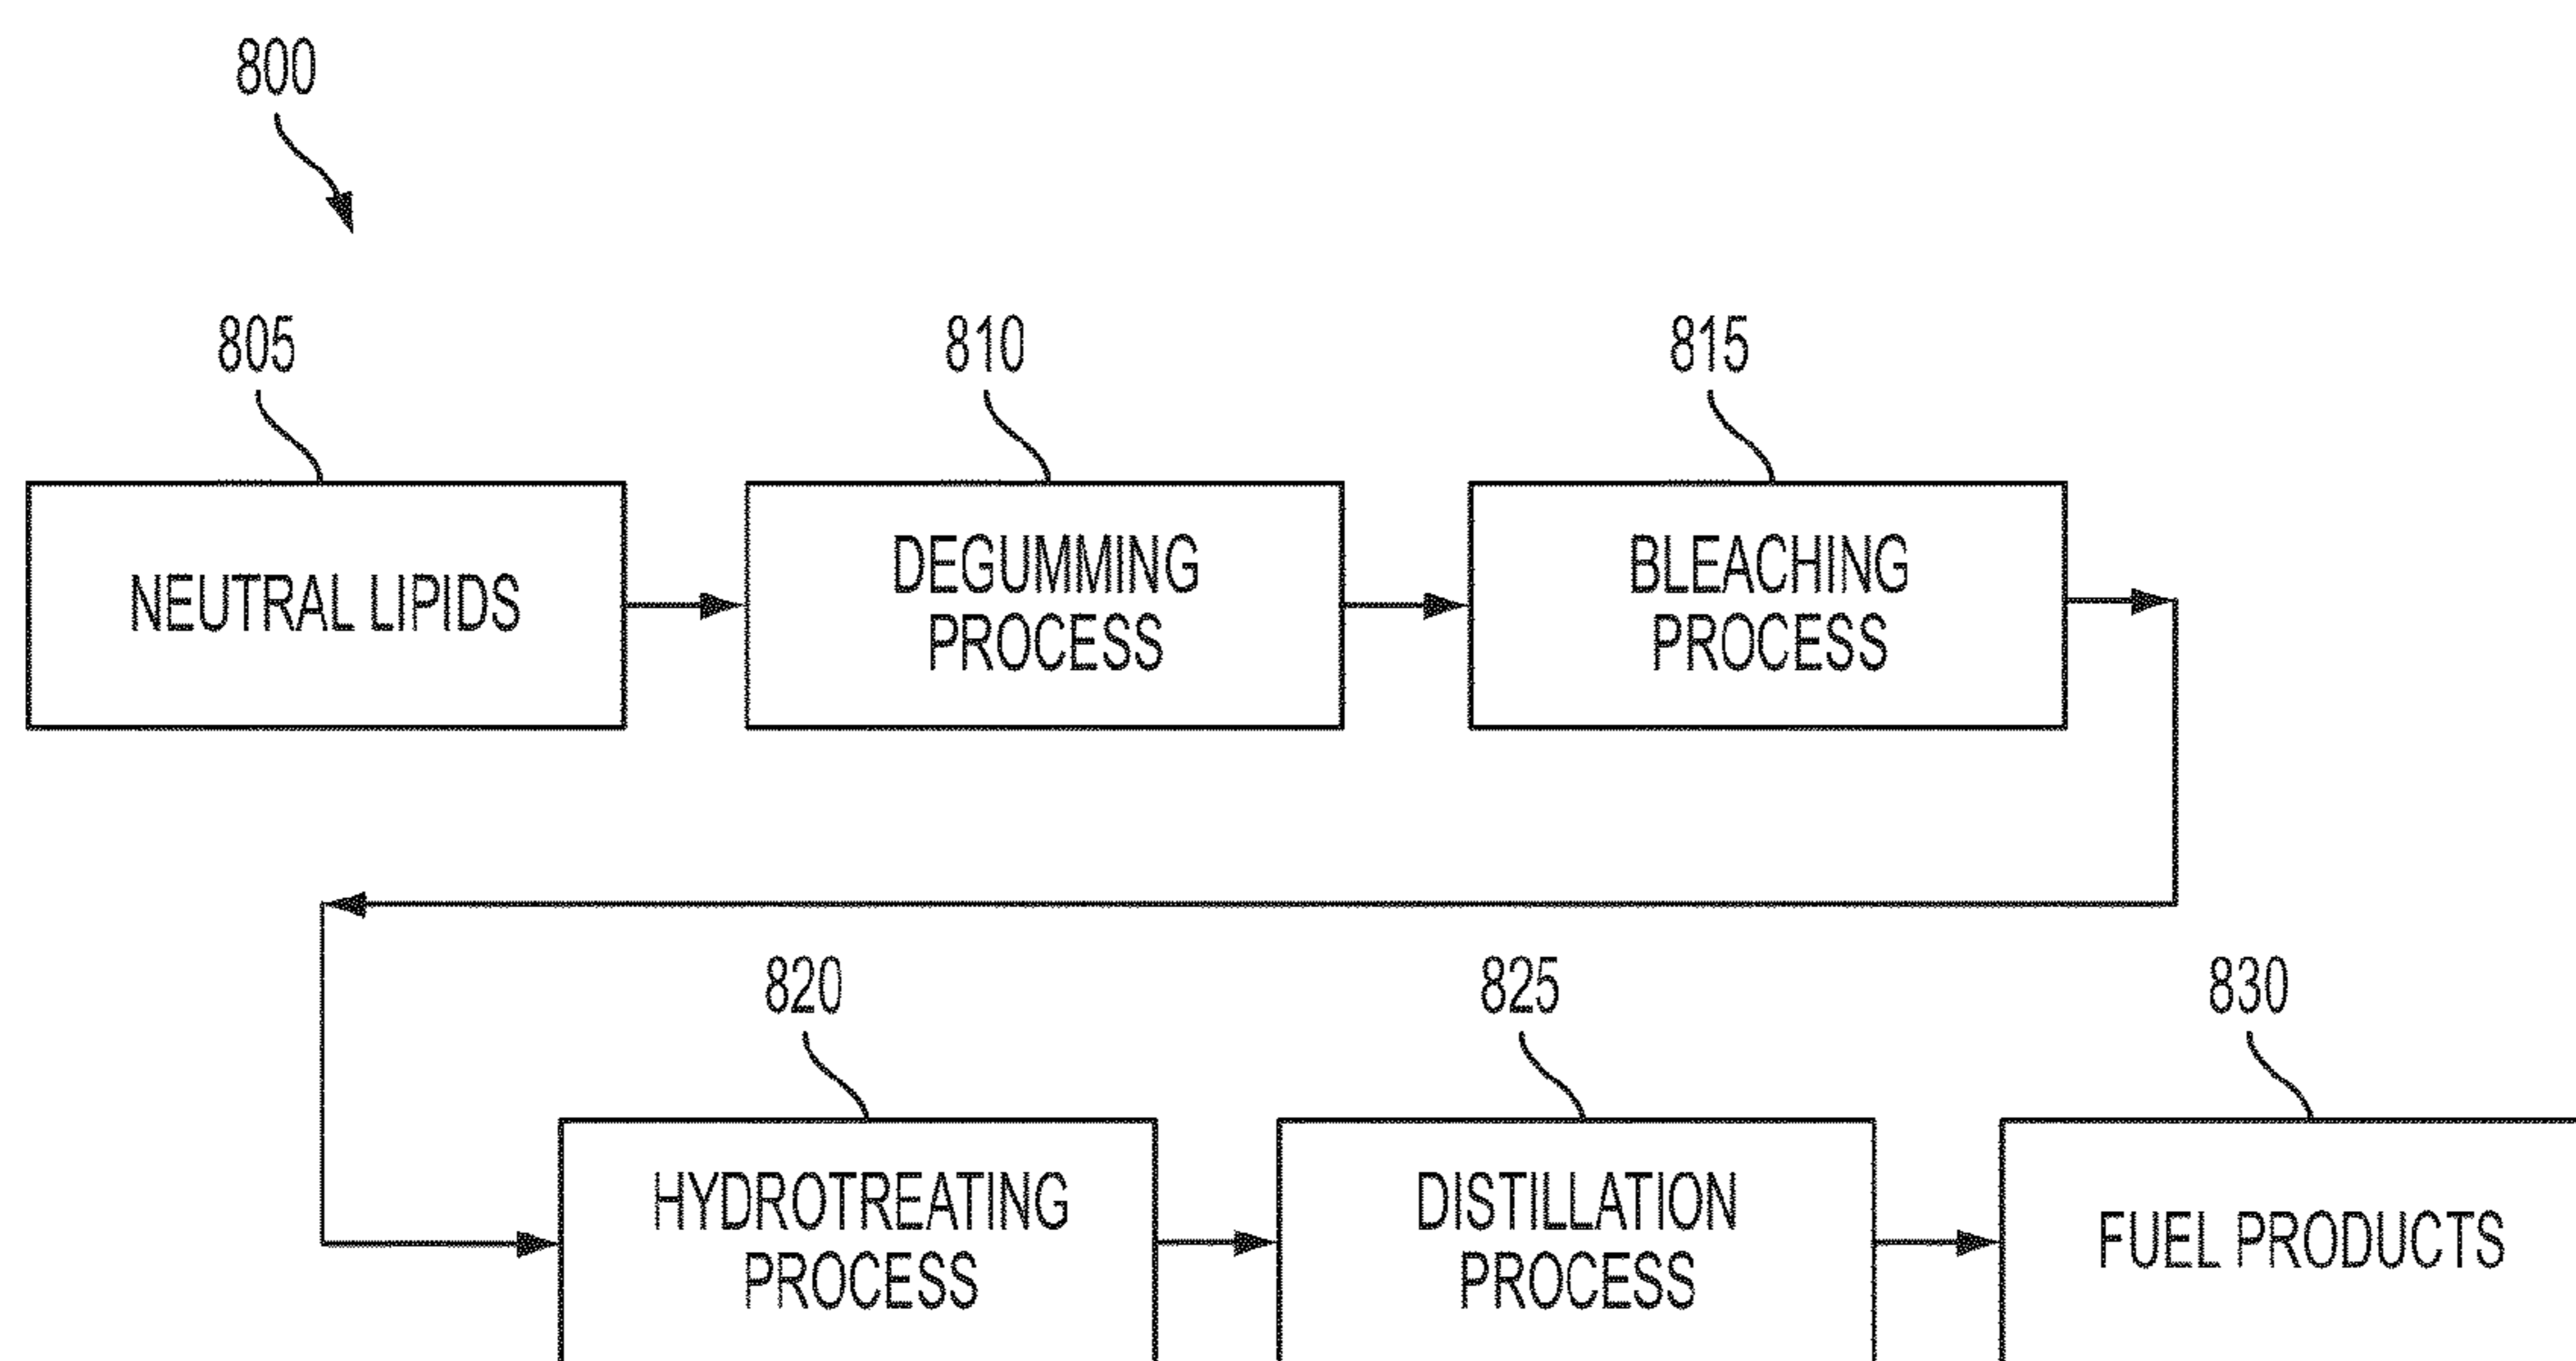 800
805
810
815
NEUTRAL LIPIDS
DEGUMMING
PROCESS
BLEACHING
PROCESS
820
825
830
HYDROTREATING
PROCESS
DISTILLATION
PROCESS
FUEL PRODUCTS